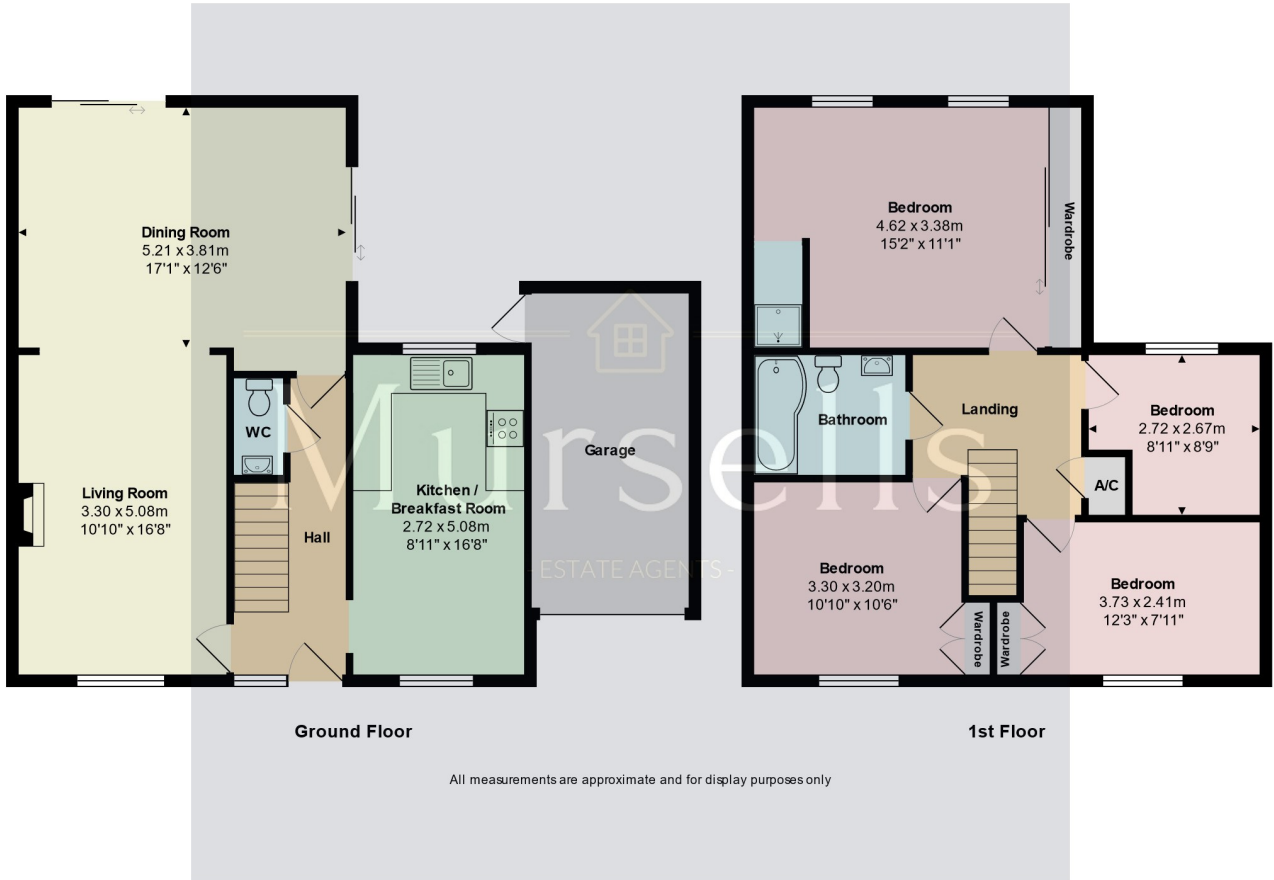 Dining Room
5.21 x 3.81m
17'1" x 12'6"
WC
Living Room
3.30 x 5.08m
10'10" x 16'8"
Hall
Kitchen /
Breakfast Room
2.72 x 5.08m
8'11" x 16'8"
Garage
Bedroom
4.62 x 3.38m
15'2" x 11'1"
Wardrobe
Bathroom
Landing
Bedroom
2.72 x 2.67m
8'11" x 8'9"
A/C
Bedroom
3.30 x 3.20m
10'10" x 10'6"
Wardrobe
Wardrobe
Bedroom
3.73 x 2.41m
12'3" x 7'11"
Mursells
- ESTATE AGENTS -
Ground Floor
1st Floor
All measurements are approximate and for display purposes only